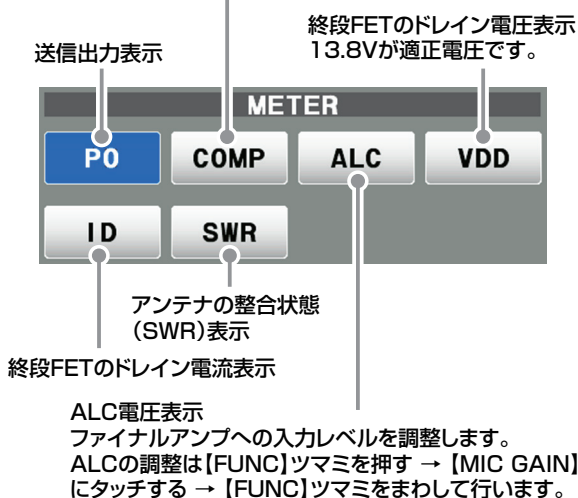 終段FETのドレイン電圧表示
13.8Vが適正電圧です。
送信出力表示
METER
PO COMP ALC VDD
ID SWR
アンテナの整合状態
(SWR)表示
終段FETのドレイン電流表示
ALC電圧表示
ファイナルアンプへの入力レベルを調整します。
ALCの調整は【FUNC】ツマミを押す → 【MIC GAIN】
にタッチする → 【FUNC】ツマミをまわして行います。